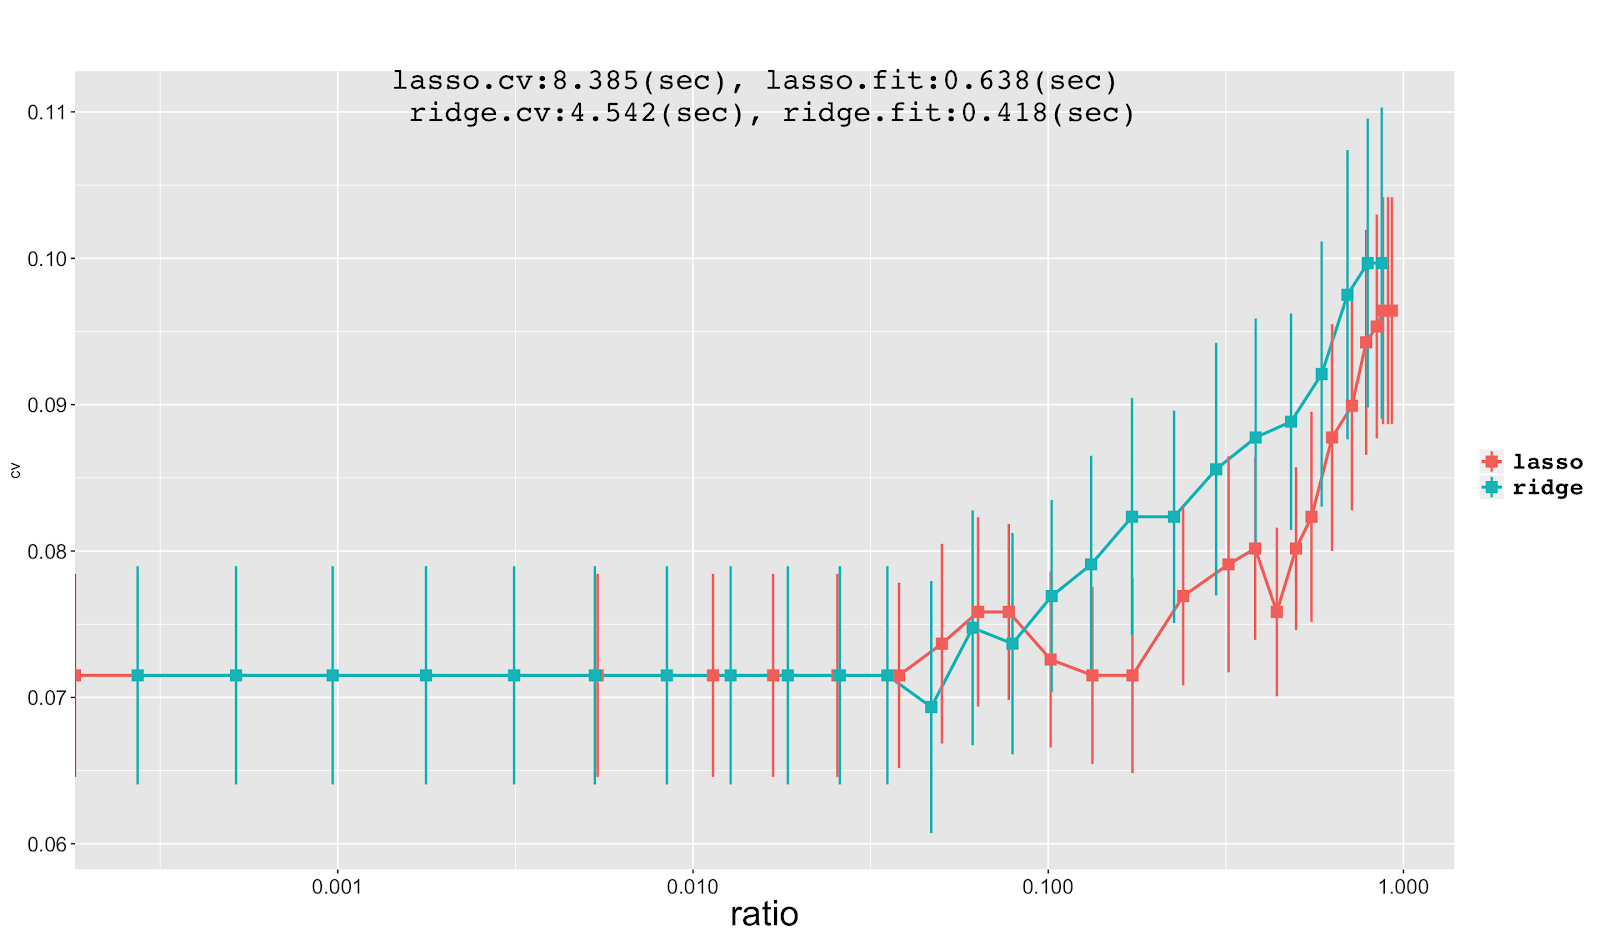 lasso.cv:8.385(sec), lasso.fit:0.638(sec)
ridge.cv:4.542(sec), ridge.fit:0.418(sec)
0.11
0.10
0.09
0.08
0.07
0.06
cv
0.001
0.010
0.100
1.000
ratio
lasso
ridge